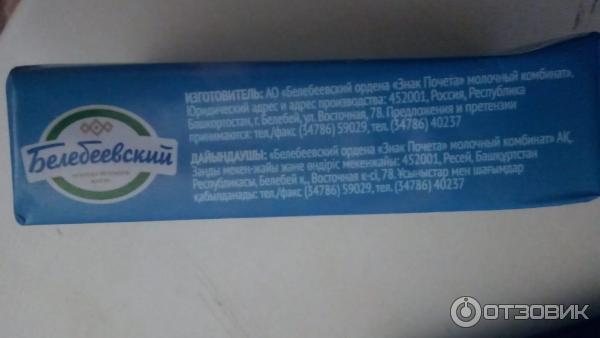 Белебеевский
ИЗГОТОВИТЕЛЬ: АО «Белебеевский ордена «Знак Почета» молочный комбинат».
Юридический адрес и адрес производства: 452001, Россия, Республика
Башкортостан, г. Белебей, ул. Восточная, 78. Предложения и претензии
принимаются: тел./факс (34786) 59029, тел. (34786) 40237
ДАЙЫНДАУШЫ: «Белебеевский ордена «Знак Почета» молочный комбинат» АҚ.
Заңды мекен-жайы және өндіріс мекенжайы: 452001, Ресей, Башқұртстан
Республикасы, Белебей қ., Восточная к-сі, 78. Ұсыныстар мен шағымдар
қабылданады: тел./факс (34786) 59029, тел. (34786) 40237
ОТЗОВИК